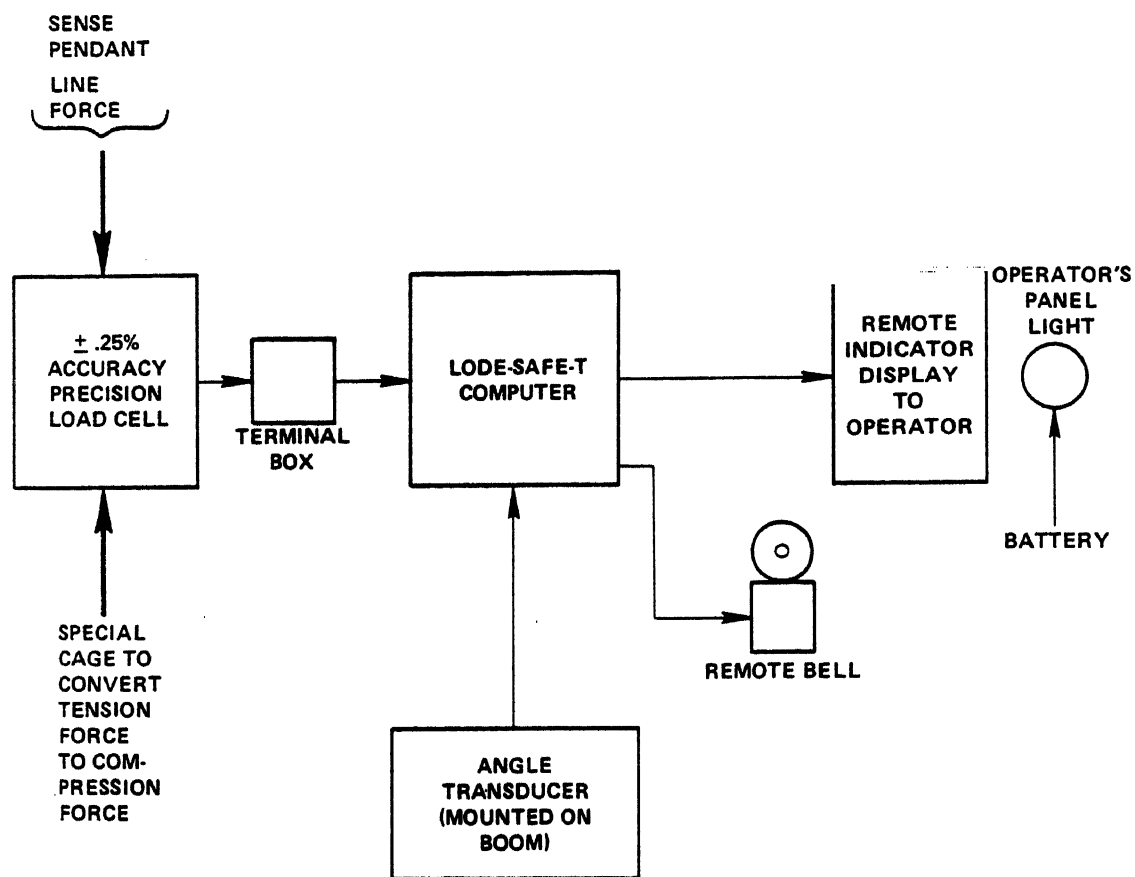 SENSE
PENDANT
LINE
FORCE
± .25%
ACCURACY
PRECISION
LOAD CELL
TERMINAL
BOX
LODE-SAFE-T
COMPUTER
REMOTE
INDICATOR
DISPLAY
TO
OPERATOR
OPERATOR'S
PANEL
LIGHT
BATTERY
REMOTE BELL
SPECIAL
CAGE TO
CONVERT
TENSION
FORCE
TO COM-
PRESSION
FORCE
ANGLE
TRANSDUCER
(MOUNTED ON
BOOM)